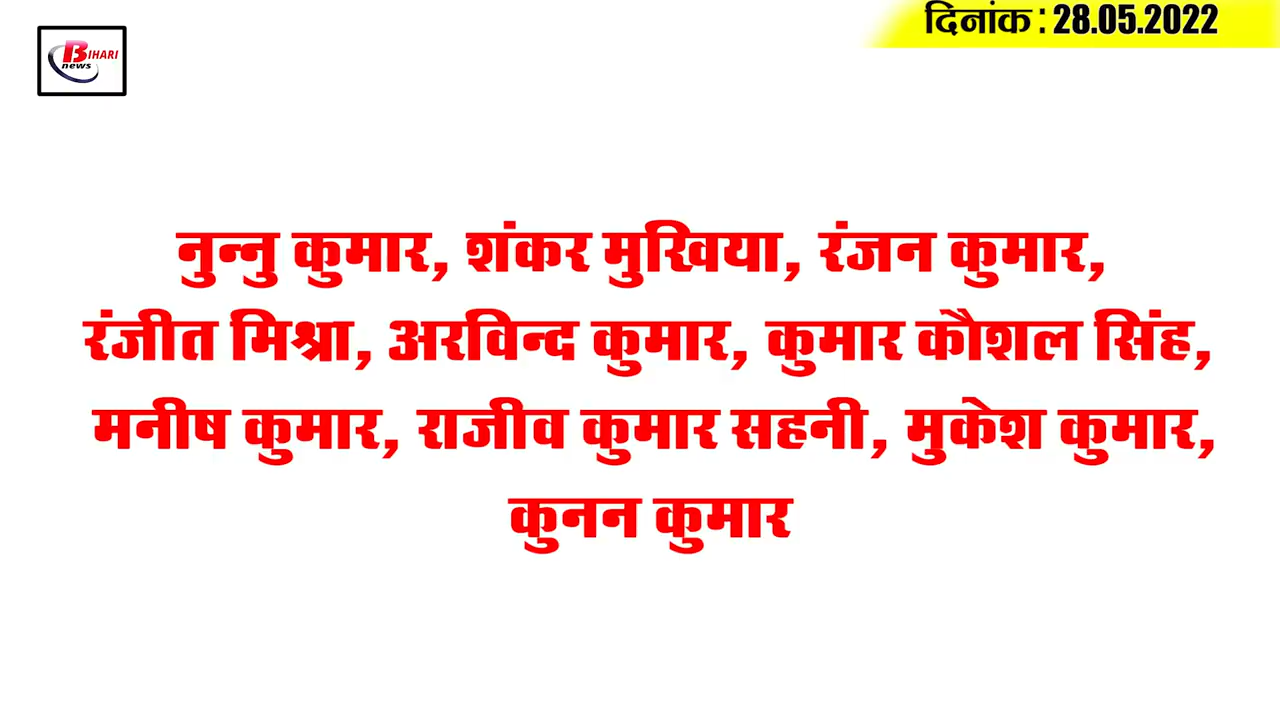 BIHARI
news
दिनांक : 28.05.2022
नुन्नु कुमार, शंकर मुखिया, रंजन कुमार,
रंजीत मिश्रा, अरविन्द कुमार, कुमार कौशल सिंह,
मनीष कुमार, राजीव कुमार सहनी, मुकेश कुमार,
कुनन कुमार